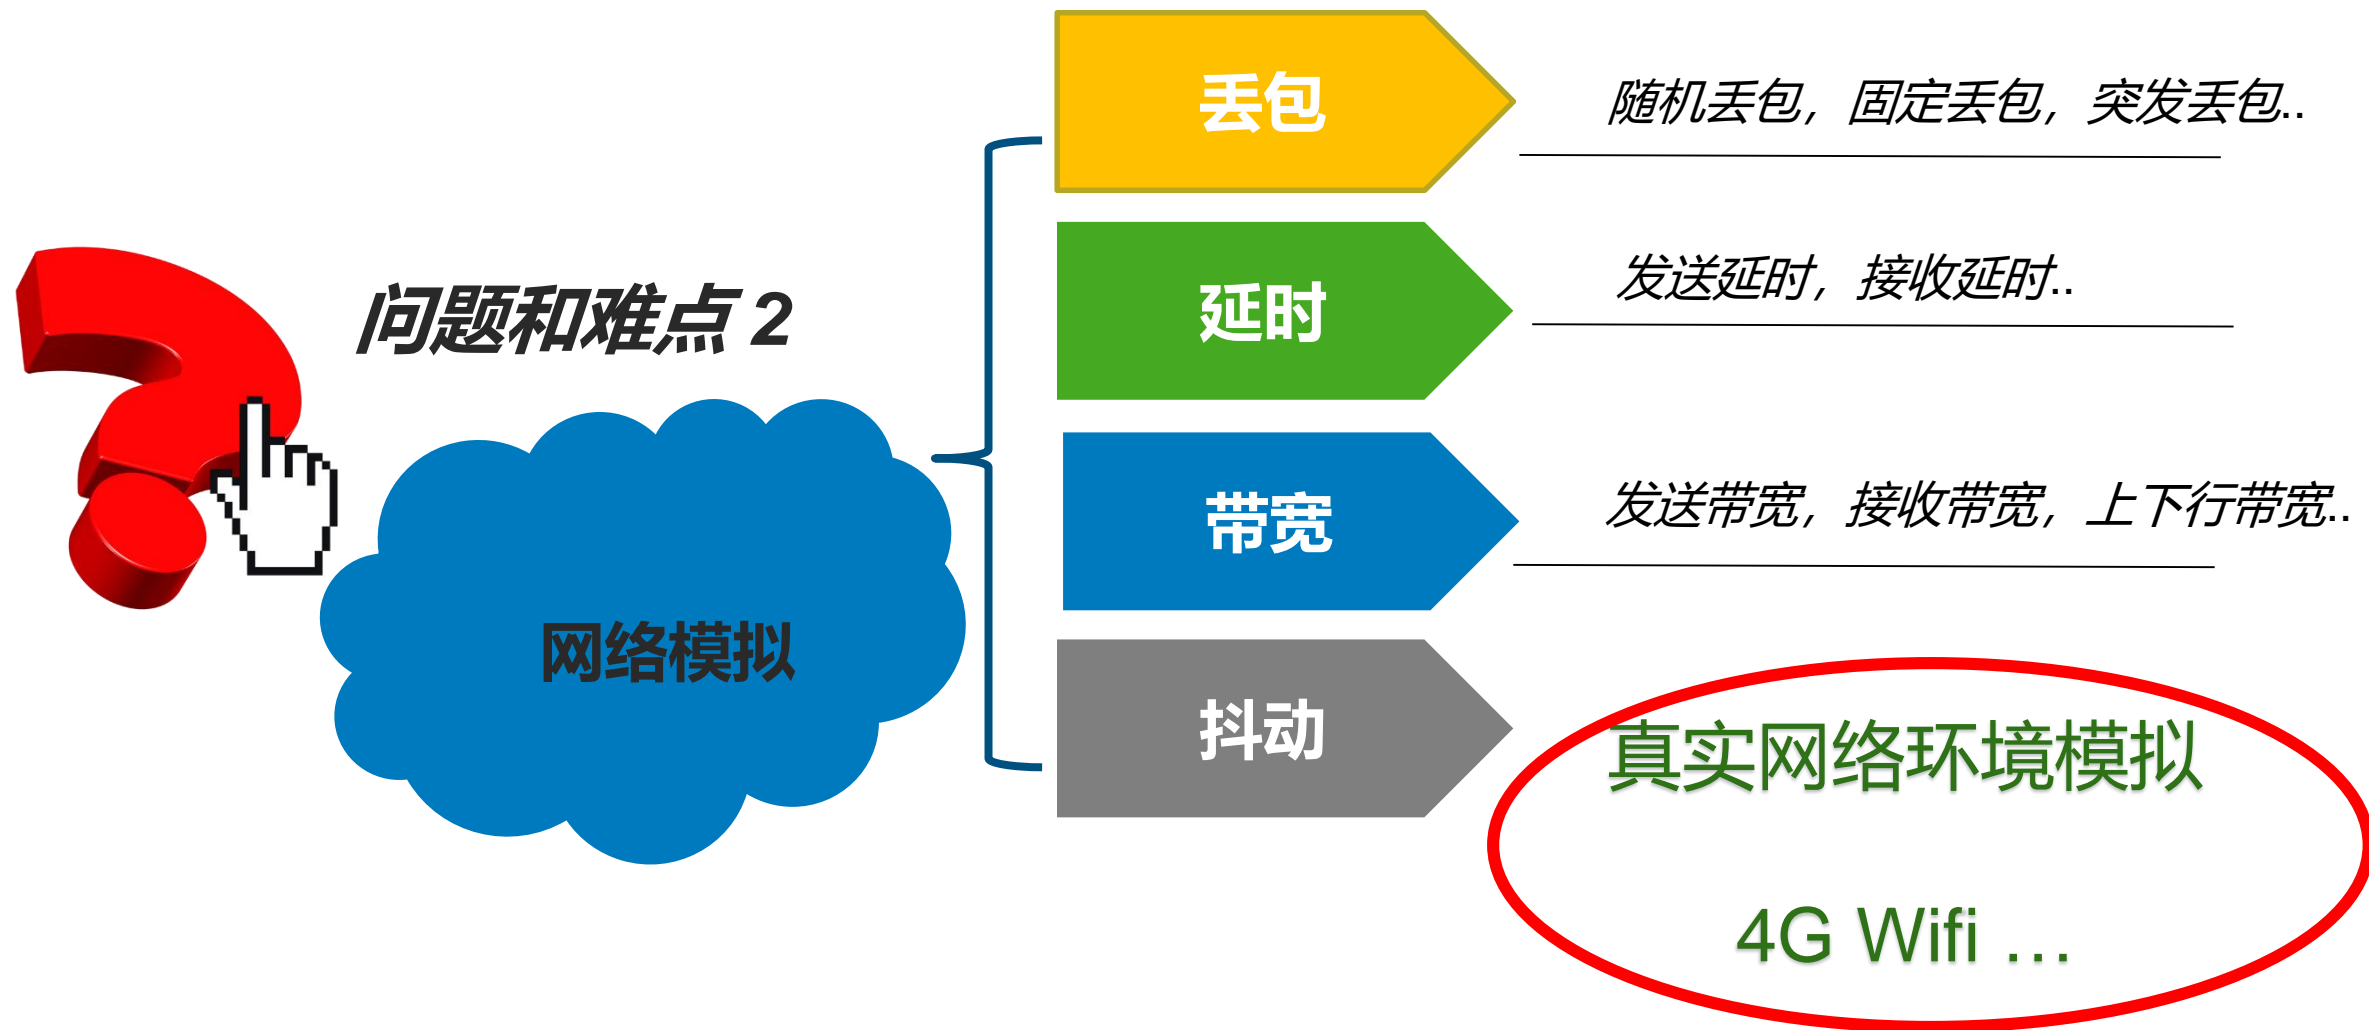 问题和难点 2
网络模拟
丢包
随机丢包，固定丢包，突发丢包..
延时
发送延时，接收延时..
带宽
发送带宽，接收带宽，上下行带宽..
抖动
真实网络环境模拟
4G Wifi …